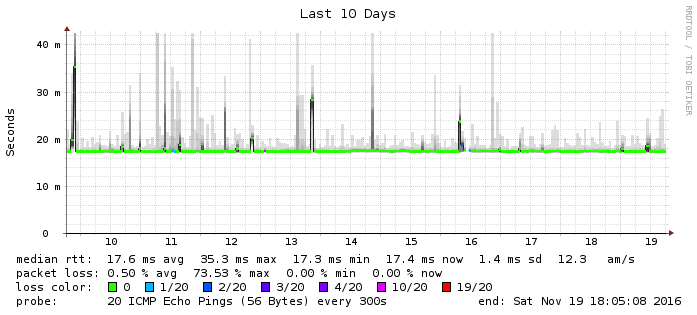 Last 10 Days
RRDTOOL / TOBI OETIKER
Seconds
40 m
30 m
20 m
10 m
0
10 11 12 13 14 15 16 17 18 19
median rtt: 17.6 ms avg 35.3 ms max 17.3 ms min 17.4 ms now 1.4 ms sd 12.3 am/s
packet loss: 0.50 % avg 73.53 % max 0.00 % min 0.00 % now
loss color: 0 1/20 2/20 3/20 4/20 10/20 19/20
probe: 20 ICMP Echo Pings (56 Bytes) every 300s end: Sat Nov 19 18:05:08 2016